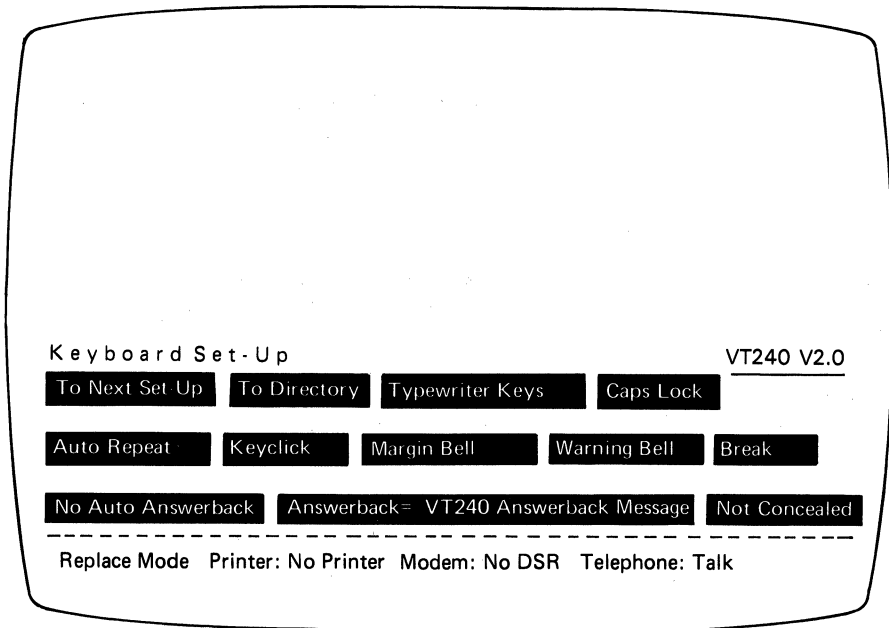 Keyboard Set-Up VT240 V2.0
To Next Set-Up To Directory Typewriter Keys Caps Lock
Auto Repeat Keyclick Margin Bell Warning Bell Break
No Auto Answerback Answerback= VT240 Answerback Message Not Concealed
Replace Mode Printer: No Printer Modem: No DSR Telephone: Talk